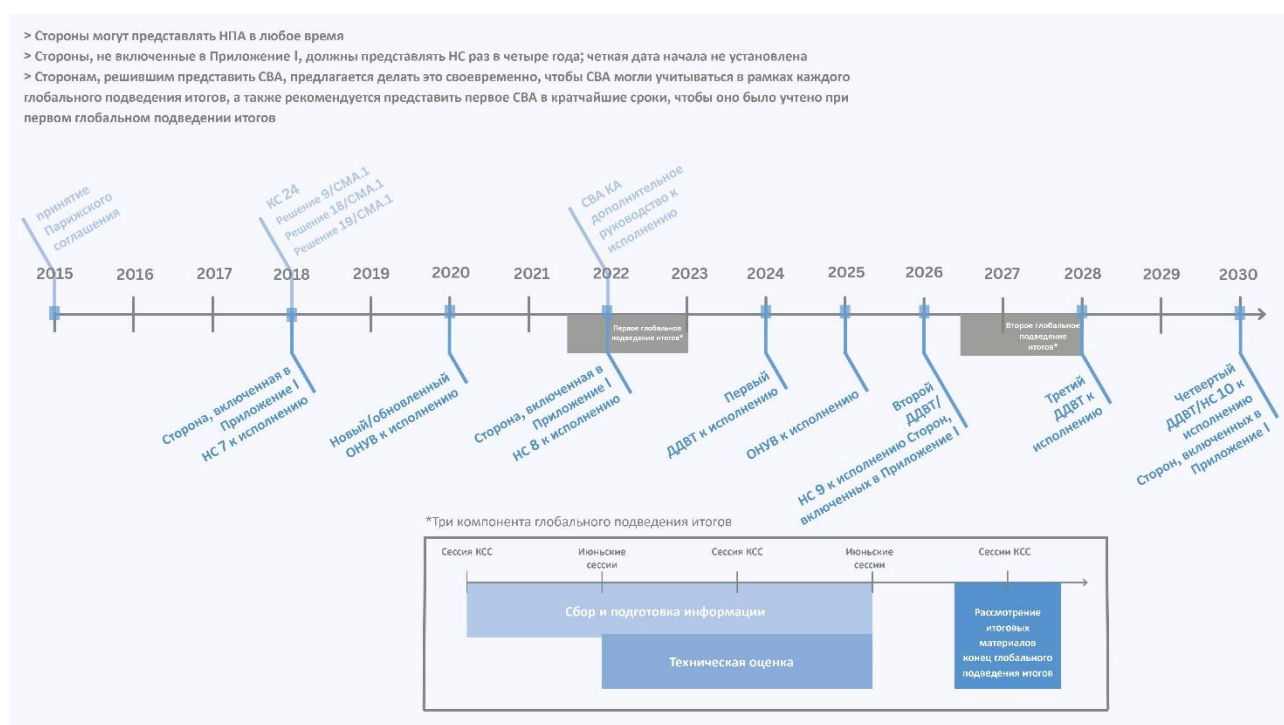 > Стороны могут представлять НПА в любое время
> Стороны, не включенные в Приложение I, должны представлять НС раз в четыре года; четкая дата начала не установлена
> Сторонам, решившим представить СВА, предлагается делать это своевременно, чтобы СВА могли учитываться в рамках каждого
глобального подведения итогов, а также рекомендуется представить первое СВА в кратчайшие сроки, чтобы оно было учтено при
первом глобальном подведении итогов
принятие
Парижского
соглашения
КС 24
Решение 9/CMA.1
Решение 18/CMA.1
Решение 19/CMA.1
СВА КА
дополнительное
руководство к
исполнению
2015
2016
2017
2018
2019
2020
2021
2022
2023
2024
2025
2026
2027
2028
2029
2030
Первое глобальное
подведение итогов*
Второе глобальное
подведение
итогов*
Сторона, включенная в
Приложение I
НС 7 к исполнению
Новый/обновленный
ОНУВ к исполнению
Сторона, включенная в
Приложение I
НС 8 к исполнению
Первый
ДДВТ к исполнению
ОНУВ к исполнению
Второй
ДДВТ/
НС 9 к исполнению Сторон,
включенных в Приложение I
Третий
ДДВТ к
исполнению
Четвертый
ДДВТ/НС 10 к
исполнению
Сторон, включенных в
Приложение I
*Три компонента глобального подведения итогов
Сессия КСС
Июньские
сессии
Сессия КСС
Июньские
сессии
Сессии КСС
Сбор и подготовка информации
Техническая оценка
Рассмотрение
итоговых
материалов
конец глобального
подведения итогов